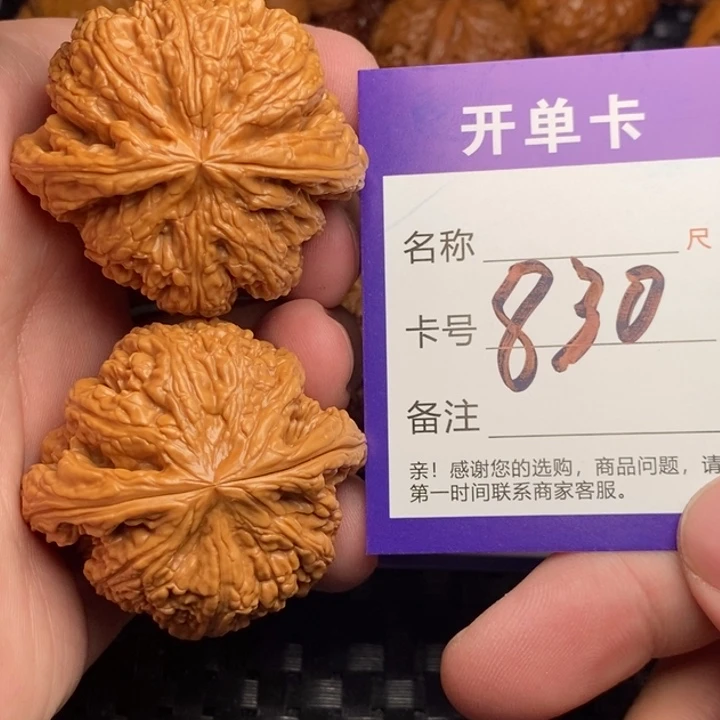 开单卡
名称 尺
卡号 830
备注
亲！感谢您的选购，商品问题，请
第一时间联系商家客服。